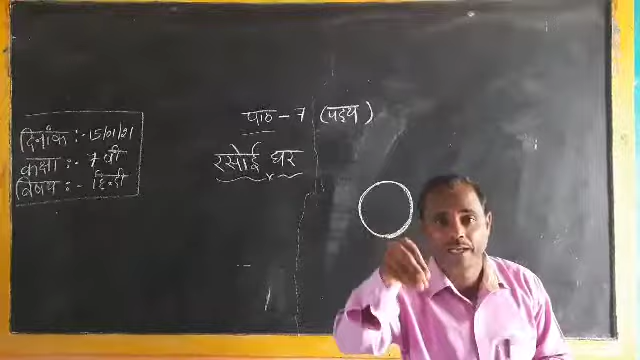 दिनांक :- 15/01/21
कक्षा :- 7 वी
विषय :- हिन्दी
पाठ - 7 (पद्य)
रसोई घर